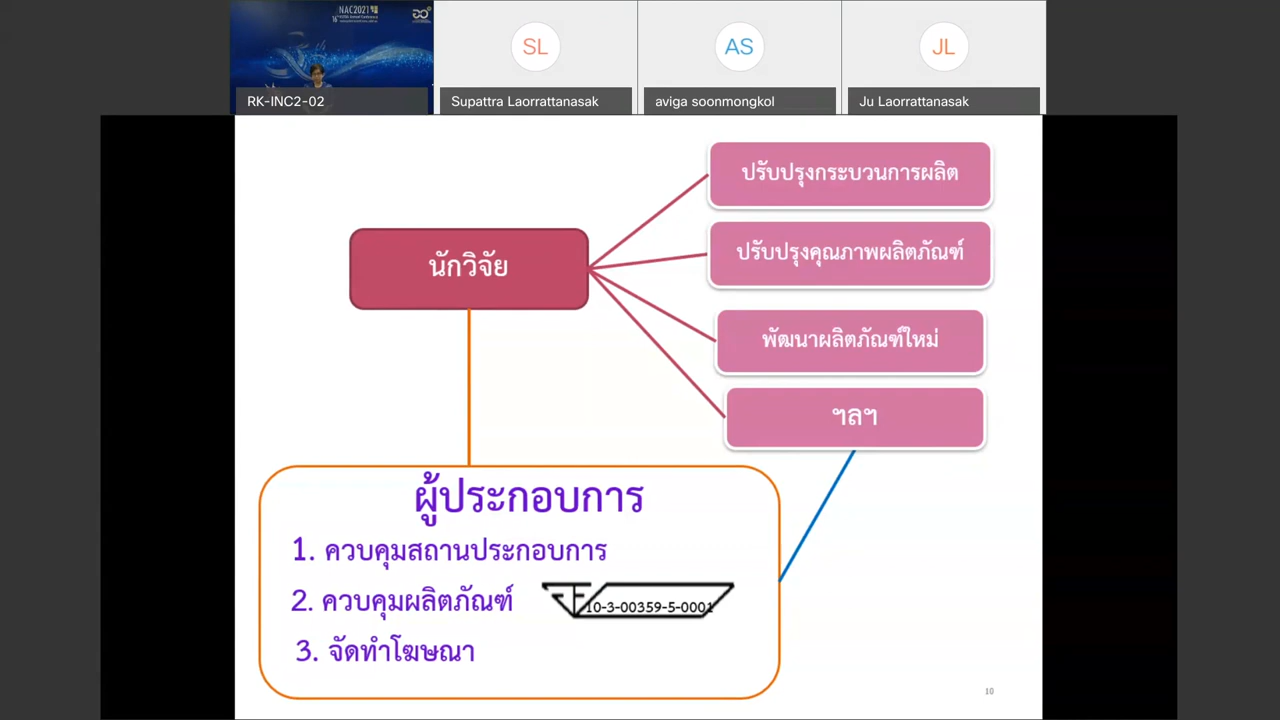 NAC2021
RK-INC2-02
SL
Supattra Laorrattanasak
AS
aviga soonmongkol
JL
Ju Laorrattanasak
นักวิจัย
ปรับปรุงกระบวนการผลิต
ปรับปรุงคุณภาพผลิตภัณฑ์
พัฒนาผลิตภัณฑ์ใหม่
ฯลฯ
ผู้ประกอบการ
1. ควบคุมสถานประกอบการ
2. ควบคุมผลิตภัณฑ์
10-3-00359-5-0001
3. จัดทำโฆษณา
10